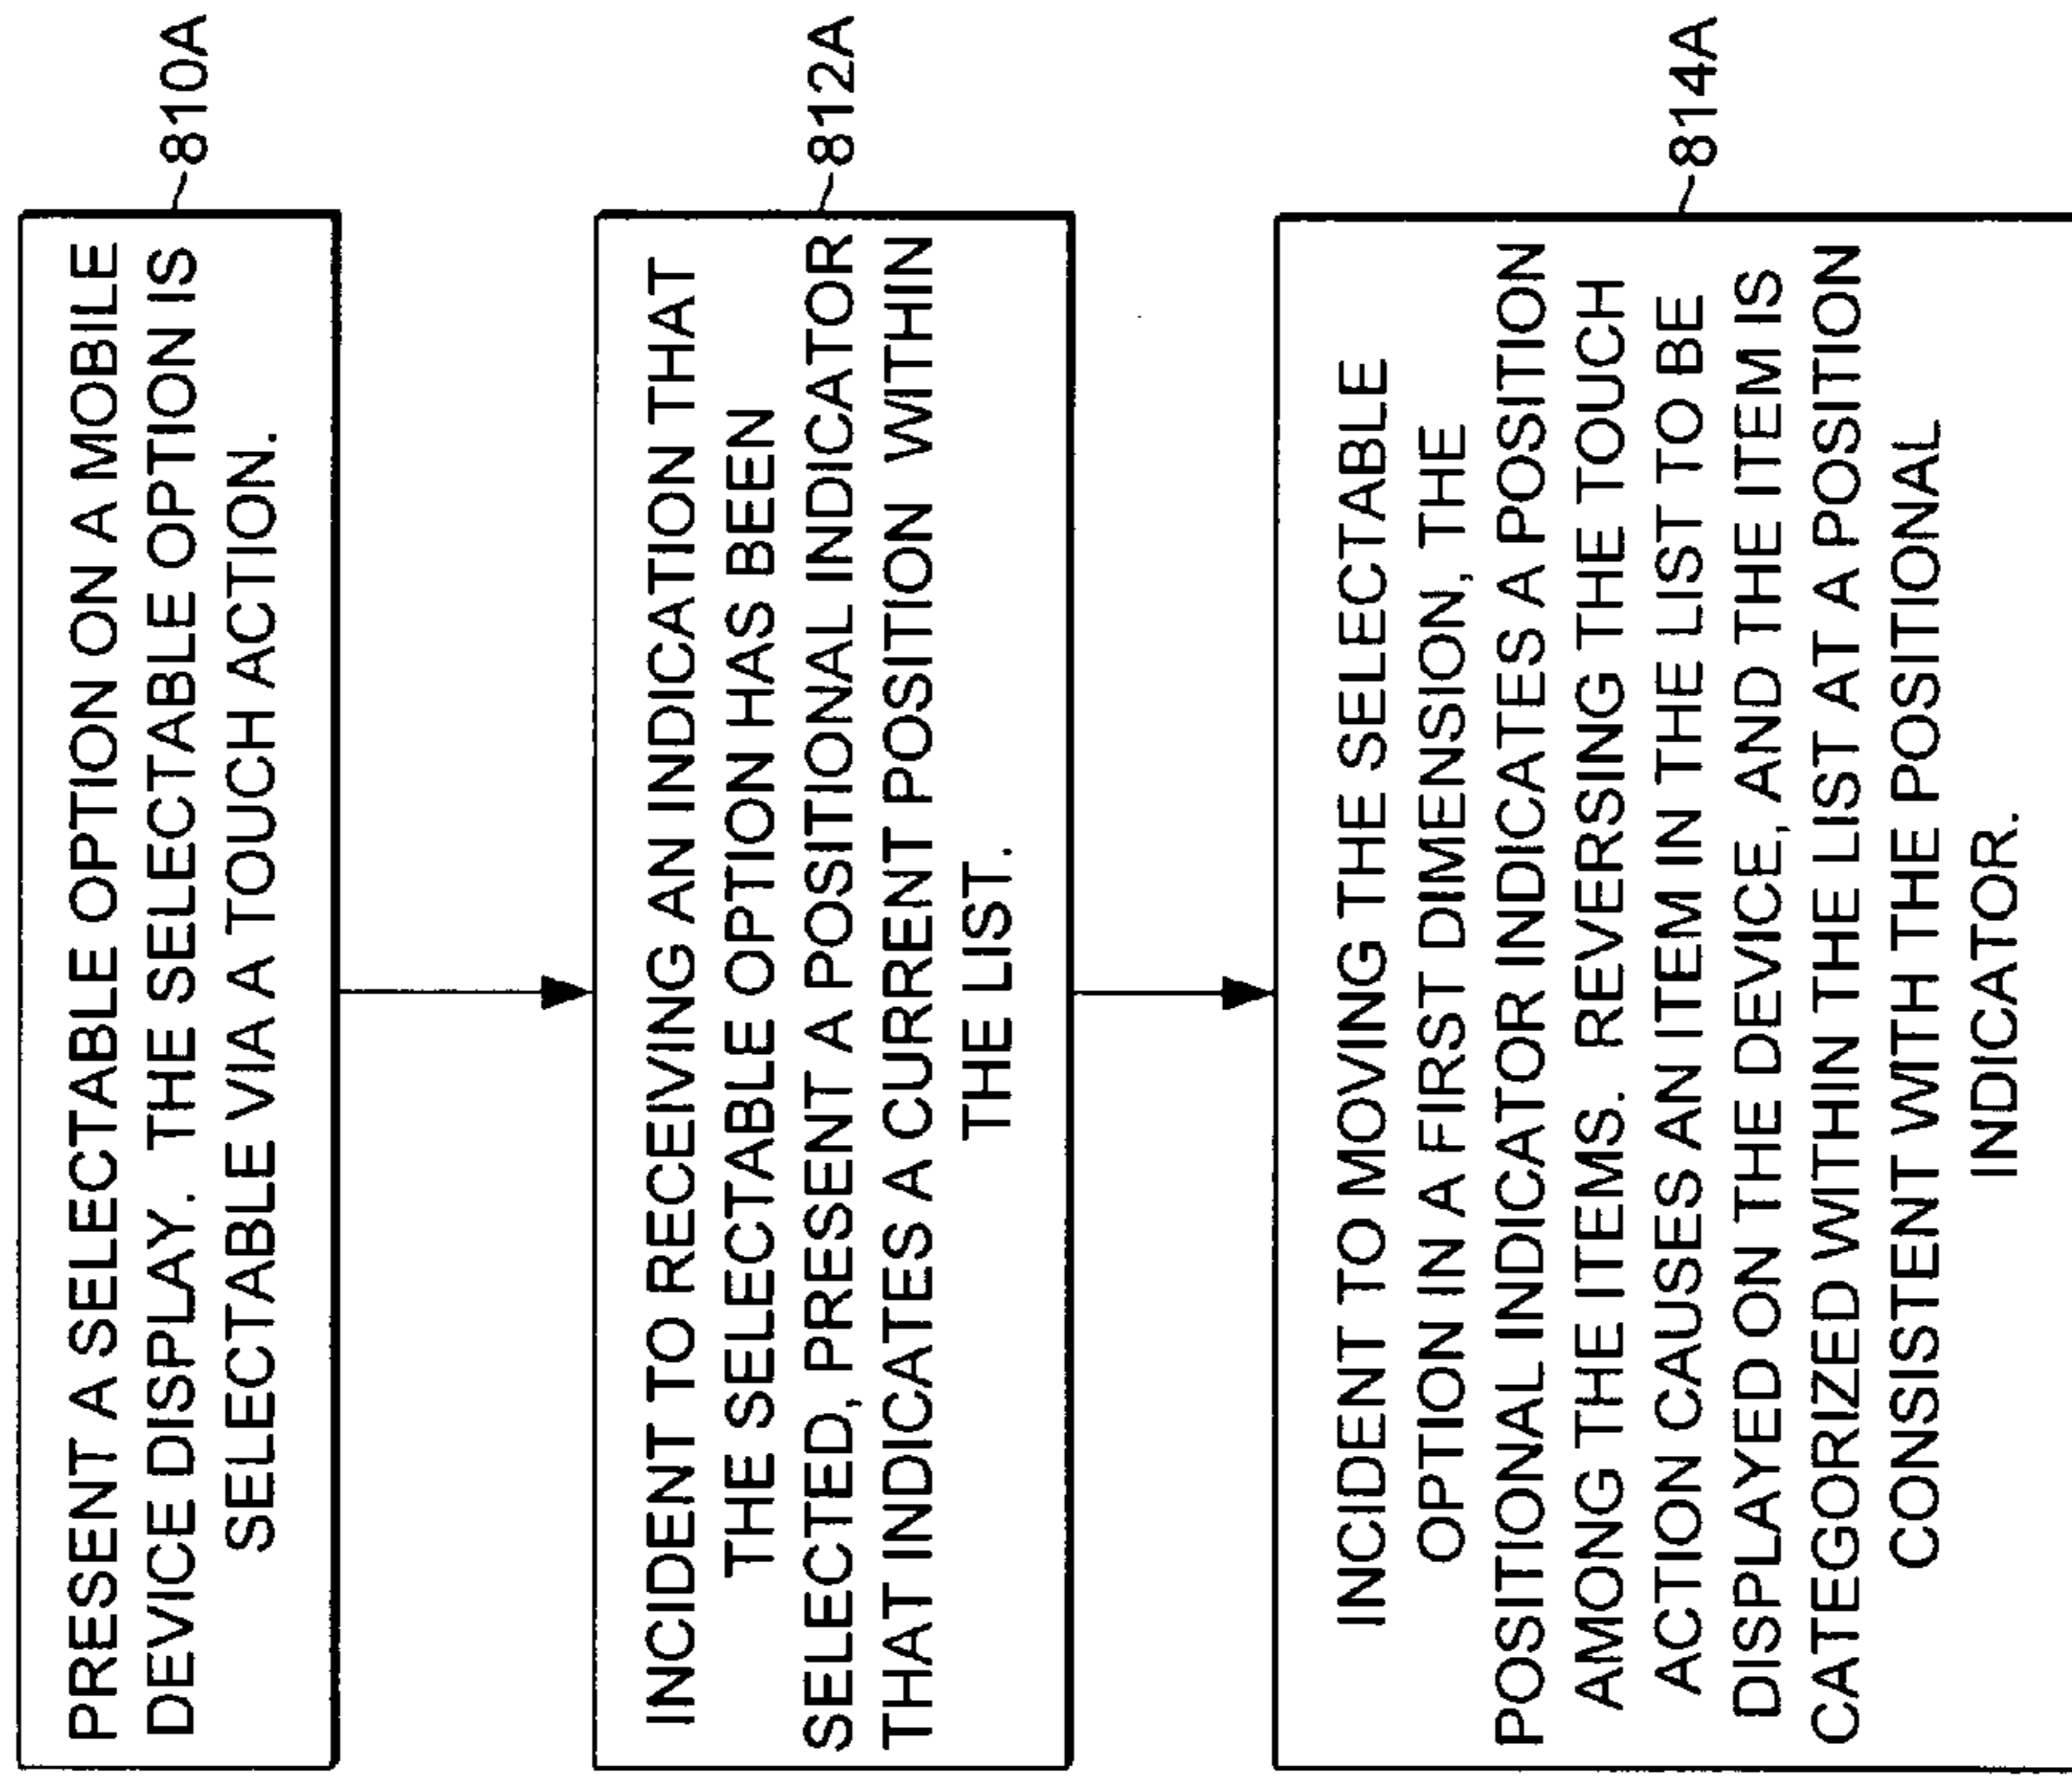 PRESENT A SELECTABLE OPTION ON A MOBILE
DEVICE DISPLAY. THE SELECTABLE OPTION IS
SELECTABLE VIA A TOUCH ACTION.
810A
INCIDENT TO RECEIVING AN INDICATION THAT
THE SELECTABLE OPTION HAS BEEN
SELECTED, PRESENT A POSITIONAL INDICATOR
THAT INDICATES A CURRENT POSITION WITHIN
THE LIST.
812A
INCIDENT TO MOVING THE SELECTABLE
OPTION IN A FIRST DIMENSION, THE
POSITIONAL INDICATOR INDICATES A POSITION
AMONG THE ITEMS. REVERSING THE TOUCH
ACTION CAUSES AN ITEM IN THE LIST TO BE
DISPLAYED ON THE DEVICE, AND THE ITEM IS
CATEGORIZED WITHIN THE LIST AT A POSITION
CONSISTENT WITH THE POSITIONAL
INDICATOR.
814A